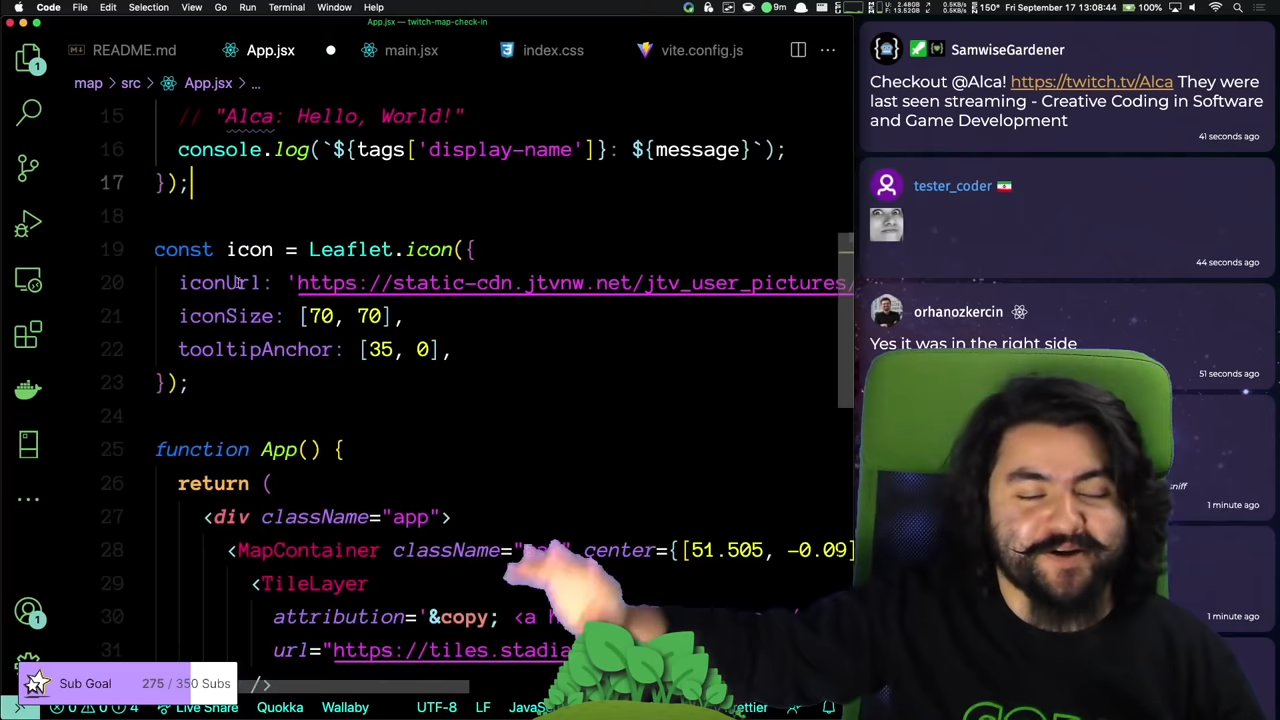 Code File Edit Selection View Go Run Terminal Window Help
9m
150° Fri September 17 13:08:44 100%
App.jsx — twitch-map-check-in
README.md App.jsx main.jsx index.css vite.config.js
map > src > App.jsx > ...
15 // "Alca: Hello, World!"
16 console.log(`${tags['display-name']}: ${message}`);
17 });
18
19 const icon = Leaflet.icon({
20 iconUrl: 'https://static-cdn.jtvnw.net/jtv_user_pictures/
21 iconSize: [70, 70],
22 tooltipAnchor: [35, 0],
23 });
24
25 function App() {
26 return (
27 <div className="app">
28 <MapContainer className=" center={[51.505, -0.09]
29 <TileLayer
30 attribution='&copy; <a
31 url="https://tiles.stadia
/>
Sub Goal 275 / 350 Subs
0 0 4 Live Share Quokka Wallaby UTF-8 LF
SamwiseGardener
Checkout @Alca! https://twitch.tv/Alca They were
last seen streaming - Creative Coding in Software
and Game Development
41 seconds ago
tester_coder
44 seconds ago
orhanozkercin
Yes it was in the right side
51 seconds ago
1 minute ago
1 minute ago